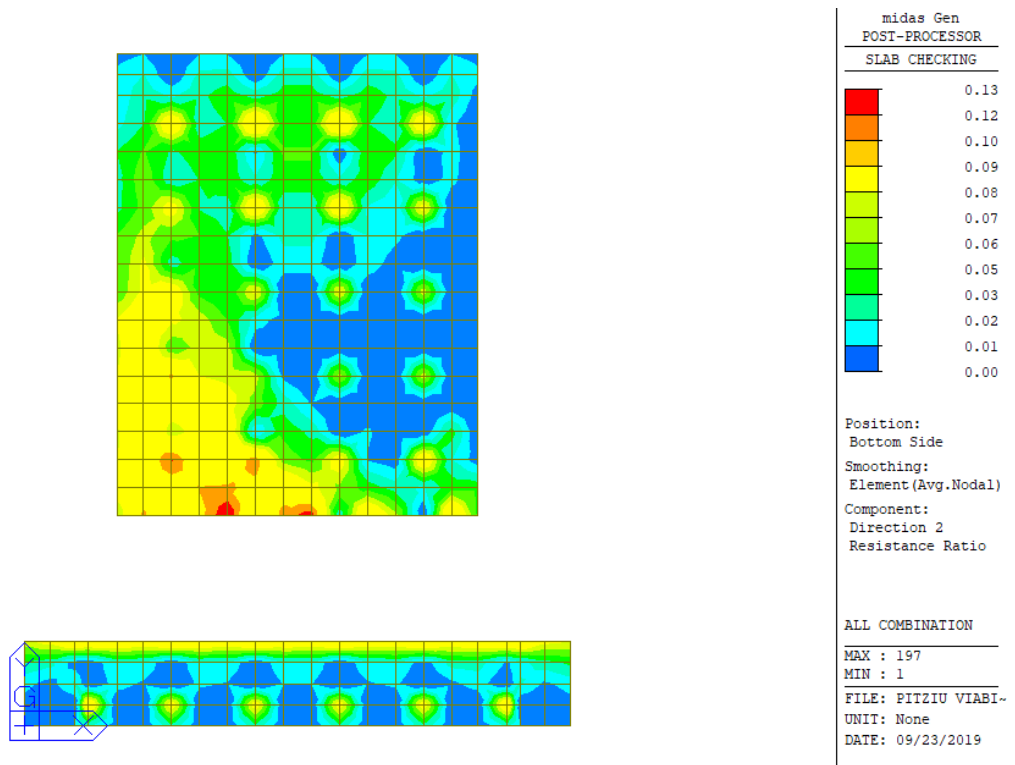 midas Gen
POST-PROCESSOR
SLAB CHECKING
0.13
0.12
0.10
0.09
0.08
0.07
0.06
0.05
0.03
0.02
0.01
0.00
Position:
Bottom Side
Smoothing:
Element(Avg.Nodal)
Component:
Direction 2
Resistance Ratio
ALL COMBINATION
MAX : 197
MIN : 1
FILE: PITZIU VIABI~
UNIT: None
DATE: 09/23/2019
Y
G
X